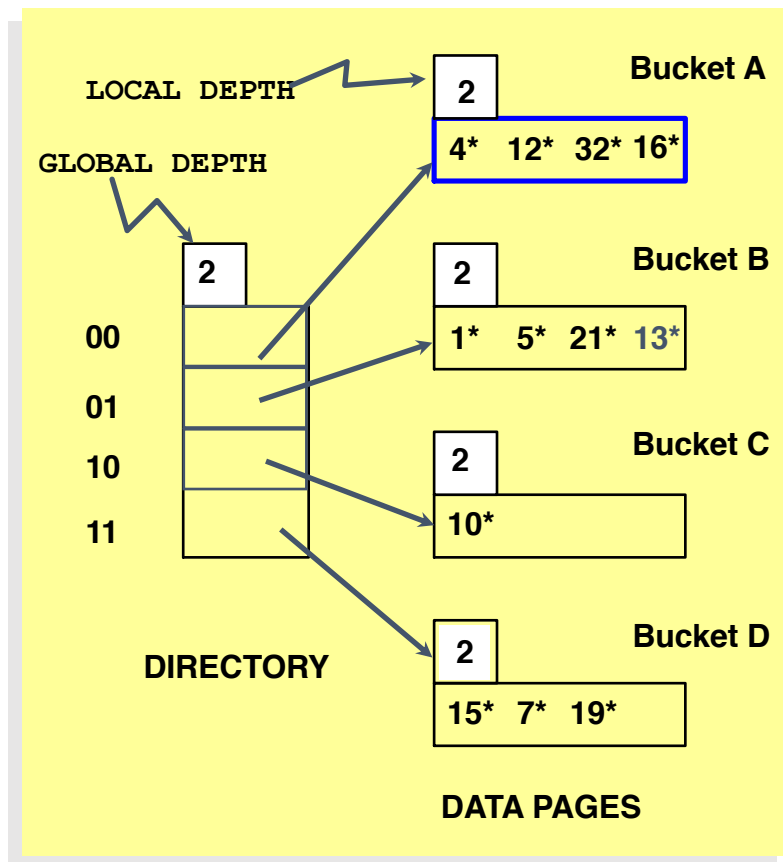 LOCAL DEPTH
GLOBAL DEPTH
2
00
01
10
11
DIRECTORY
2
Bucket A
4* 12* 32* 16*
2
Bucket B
1* 5* 21* 13*
2
Bucket C
10*
2
Bucket D
15* 7* 19*
DATA PAGES